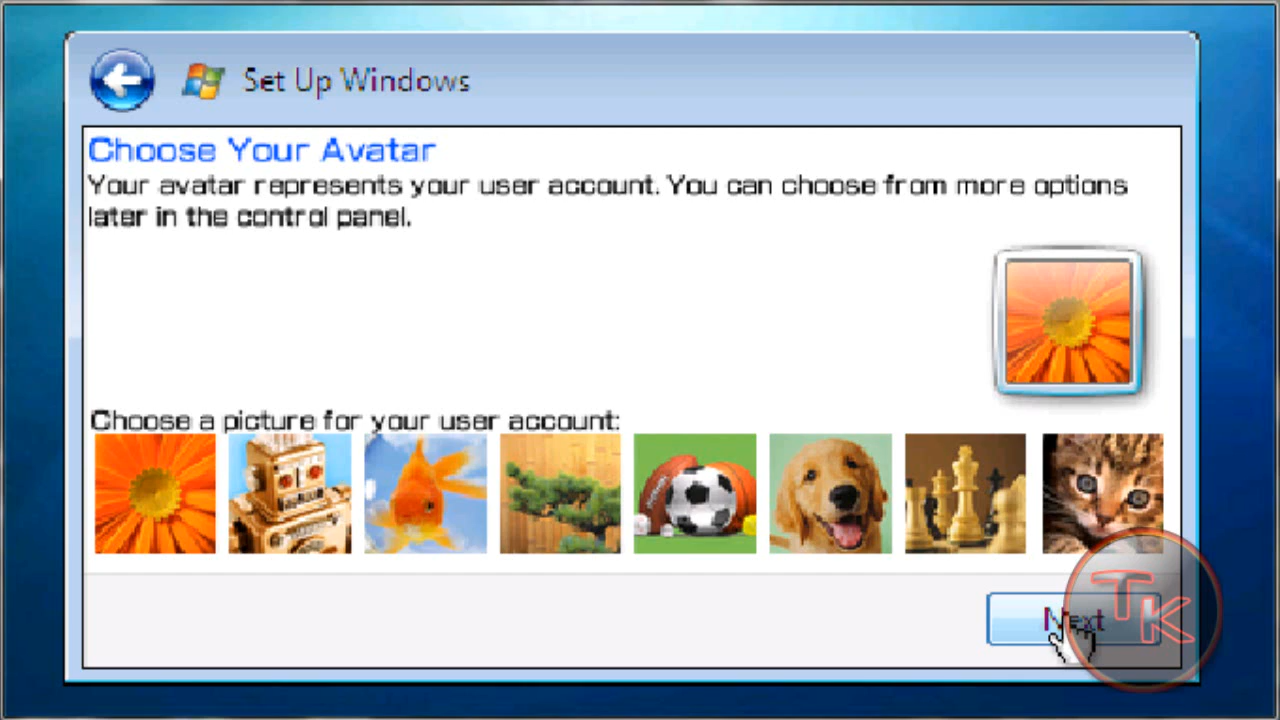 Set Up Windows
Choose Your Avatar
Your avatar represents your user account. You can choose from more options
later in the control panel.
Choose a picture for your user account:
Next
TK